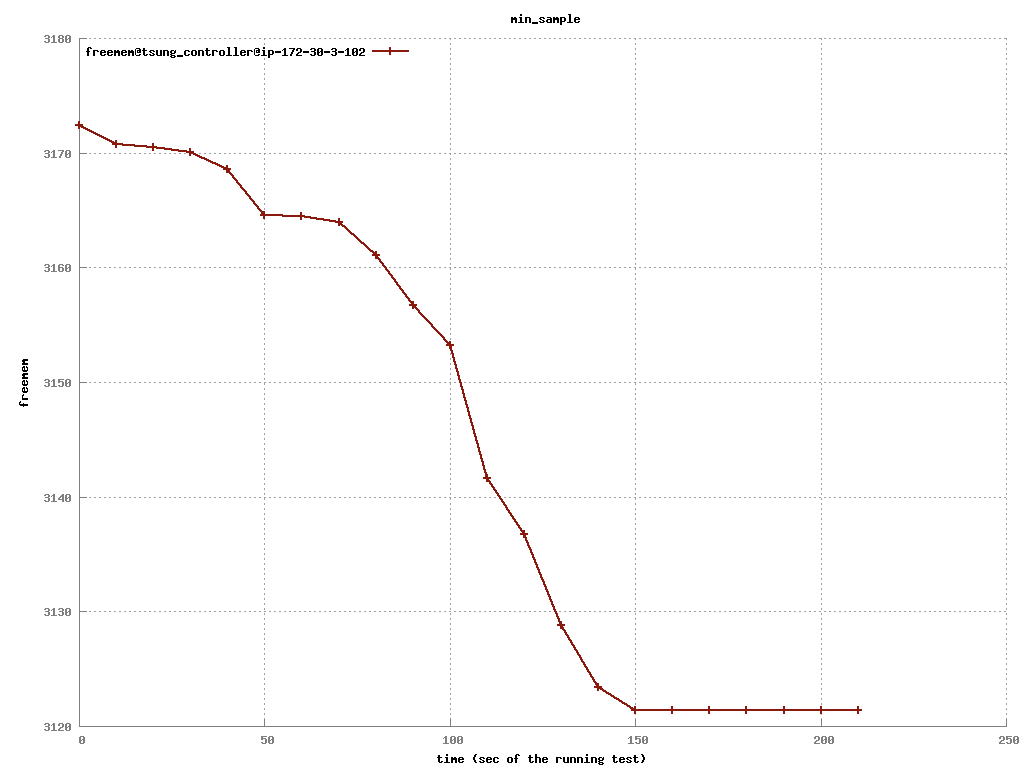 min_sample
3180
freemem@tsung_controller@ip-172-30-3-102
3170
3160
3150
freemem
3140
3130
3120
0 50 100 150 200 250
time (sec of the running test)